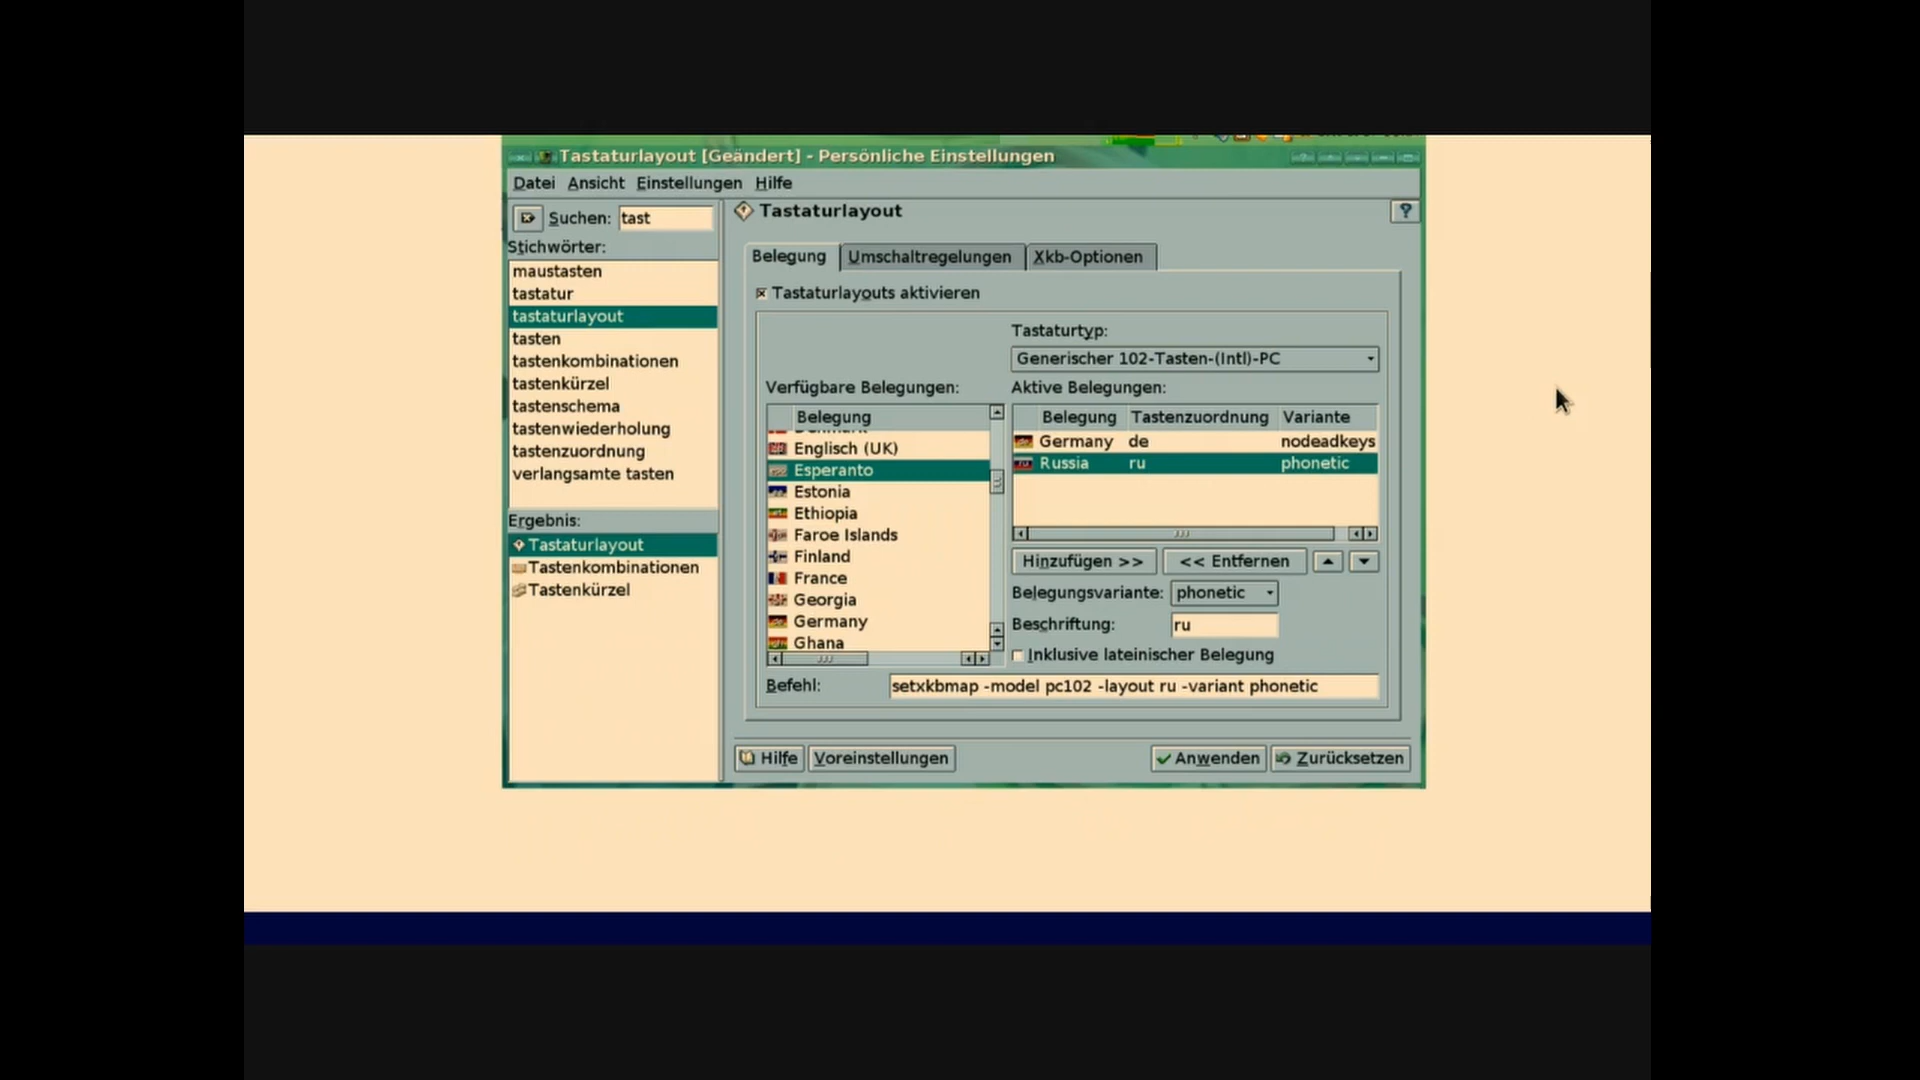 Tastaturlayout [Geändert] - Persönliche Einstellungen
Datei Ansicht Einstellungen Hilfe
Suchen: tast
Stichwörter:
maustasten
tastatur
tastaturlayout
tasten
tastenkombinationen
tastenkürzel
tastenschema
tastenwiederholung
tastenzuordnung
verlangsamte tasten
Ergebnis:
Tastaturlayout
Tastenkombinationen
Tastenkürzel
Tastaturlayout ?
Belegung Umschaltregelungen Xkb-Optionen
Tastaturlayouts aktivieren
Tastaturtyp:
Generischer 102-Tasten-(Intl)-PC
Verfügbare Belegungen:
Belegung
Englisch (UK)
Esperanto
Estonia
Ethiopia
Faroe Islands
Finland
France
Georgia
Germany
Ghana
Aktive Belegungen:
Belegung Tastenzuordnung Variante
Germany de nodeadkeys
Russia ru phonetic
Hinzufügen >> << Entfernen
Belegungsvariante: phonetic
Beschriftung: ru
Inklusive lateinischer Belegung
Befehl: setxkbmap -model pc102 -layout ru -variant phonetic
Hilfe Voreinstellungen Anwenden Zurücksetzen